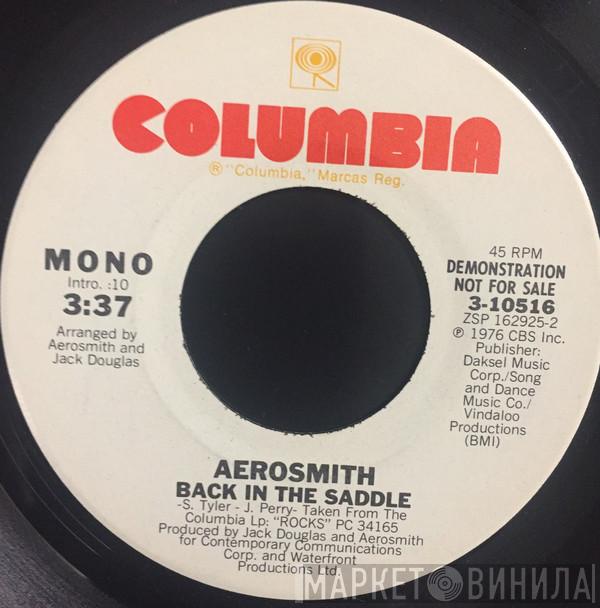 COLUMBIA
® "Columbia," Marcas Reg.
MONO
Intro. :10
3:37
Arranged by
Aerosmith and
Jack Douglas
45 RPM
DEMONSTRATION
NOT FOR SALE
3-10516
ZSP 162925-2
℗ 1976 CBS Inc.
Publisher:
Daksel Music
Corp./Song
and Dance
Music Co./
Vindaloo
Productions
(BMI)
AEROSMITH
BACK IN THE SADDLE
-S. Tyler - J. Perry- Taken From The
Columbia Lp: "ROCKS" PC 34165
Produced by Jack Douglas and Aerosmith
for Contemporary Communications
Corp. and Waterfront
Productions Ltd.
МАРКЕТ ВИНИЛА